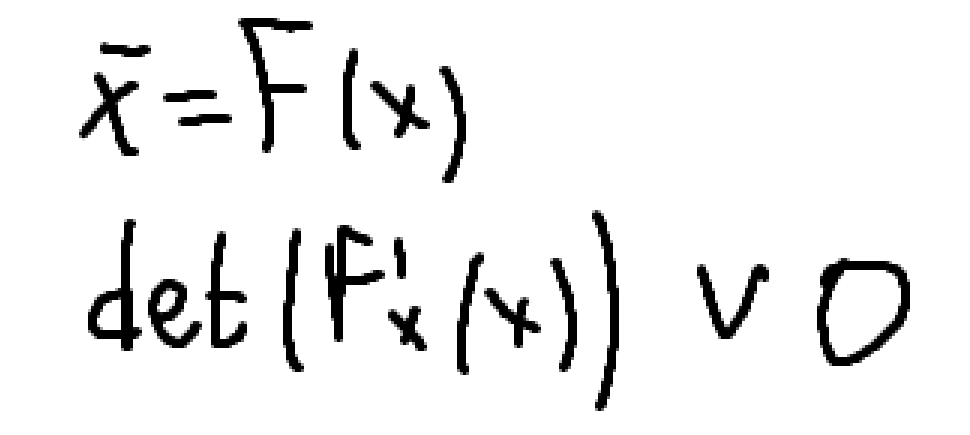 x̄ = F(x)
det(F'ₓ(x)) ∨ 0